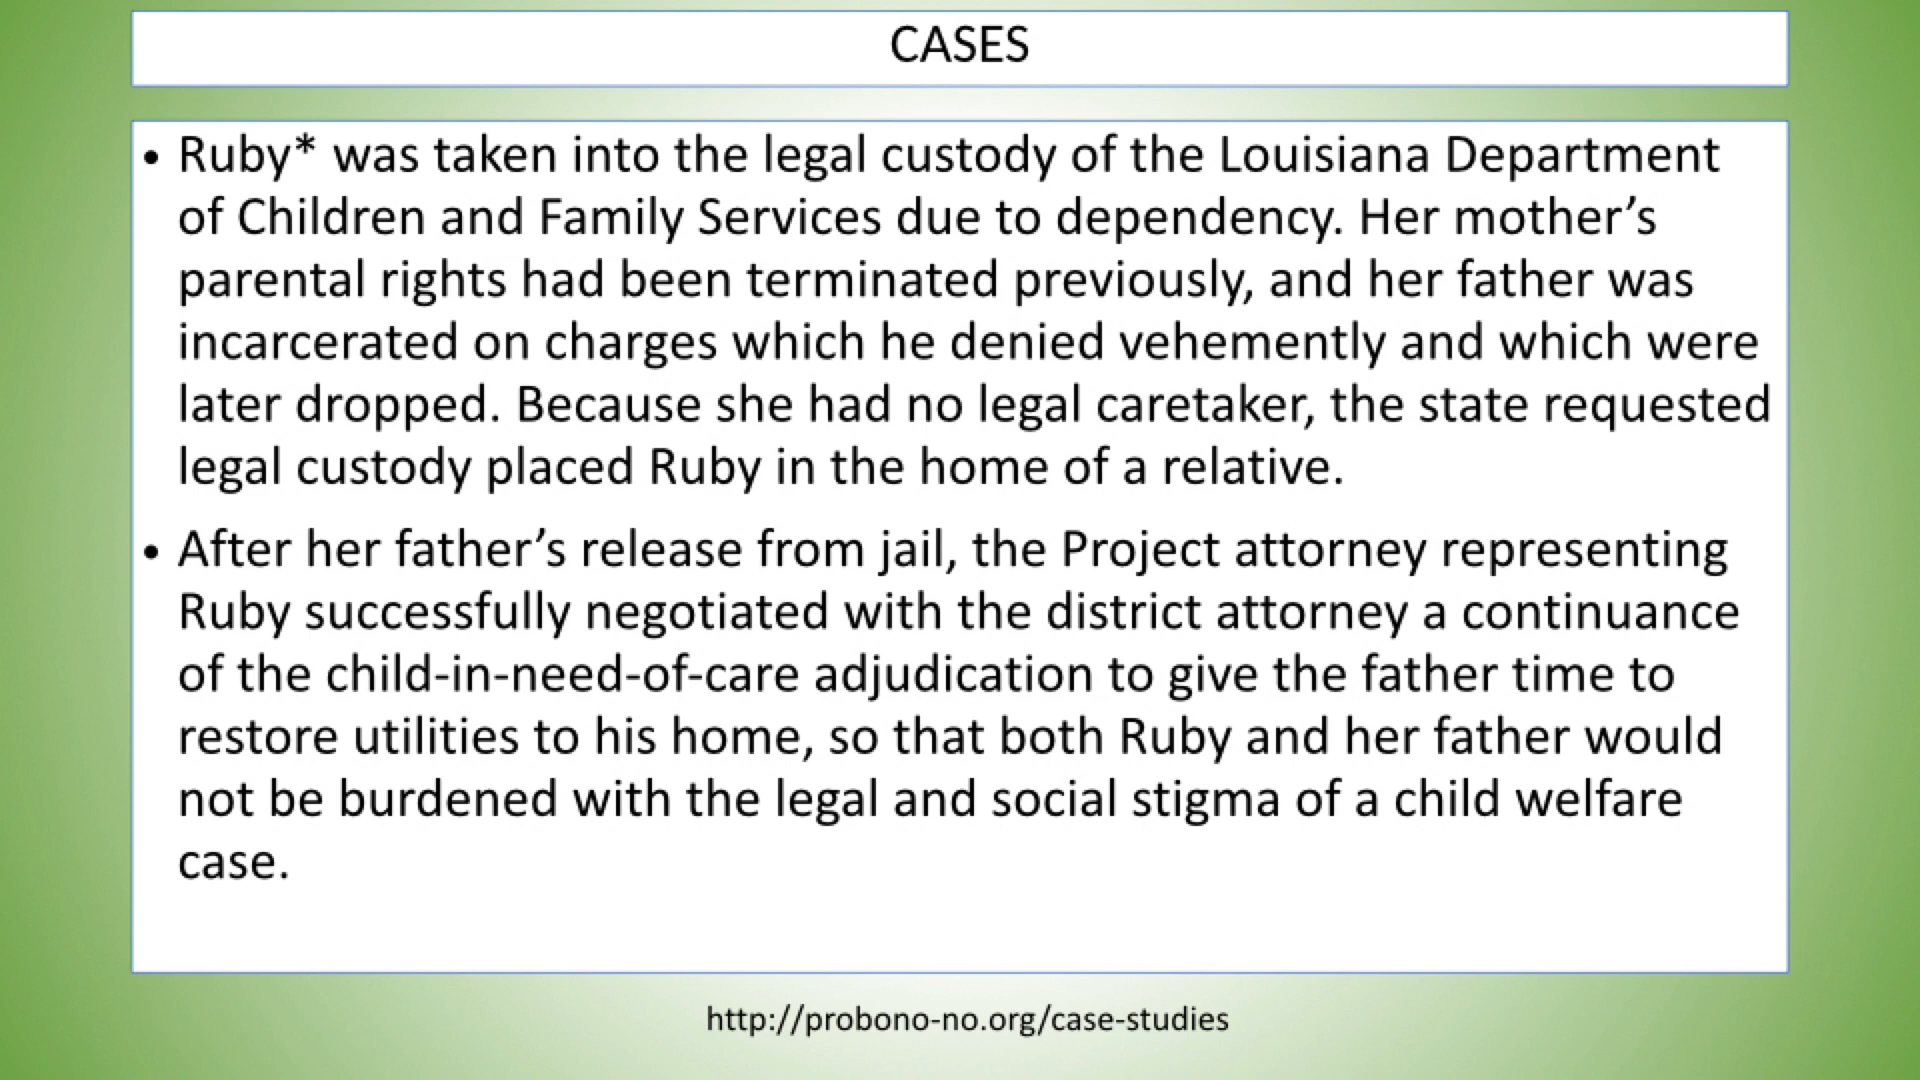 CASES
• Ruby* was taken into the legal custody of the Louisiana Department
of Children and Family Services due to dependency. Her mother’s
parental rights had been terminated previously, and her father was
incarcerated on charges which he denied vehemently and which were
later dropped. Because she had no legal caretaker, the state requested
legal custody placed Ruby in the home of a relative.
• After her father’s release from jail, the Project attorney representing
Ruby successfully negotiated with the district attorney a continuance
of the child-in-need-of-care adjudication to give the father time to
restore utilities to his home, so that both Ruby and her father would
not be burdened with the legal and social stigma of a child welfare
case.
http://probono-no.org/case-studies